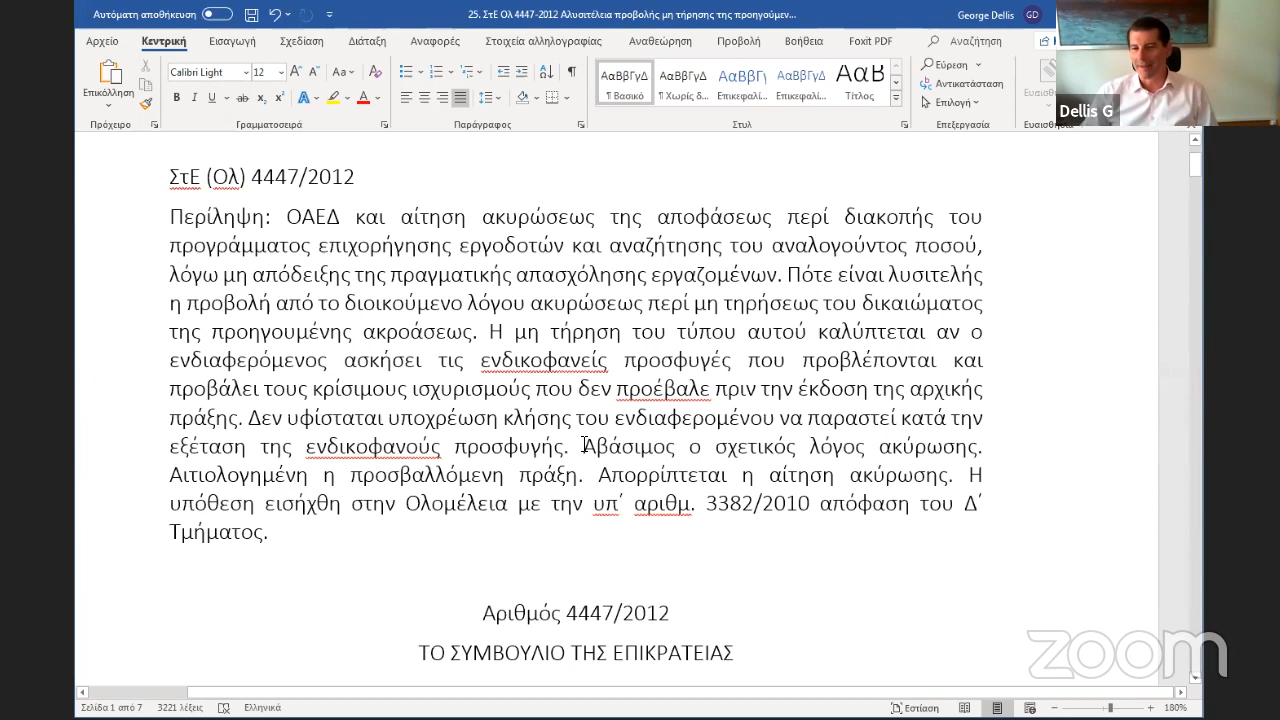 Αυτόματη αποθήκευση
25. ΣτΕ Ολ 4447-2012 Αλυσιτέλεια προβολής μη τήρησης της προηγούμεν...
George Dellis GD
Αρχείο Κεντρική Εισαγωγή Σχεδίαση Διάταξη Αναφορές Στοιχεία αλληλογραφίας Αναθεώρηση Προβολή Βοήθεια Foxit PDF Αναζήτηση
Επικόλληση
Calibri Light 12
ΑαΒβΓγΔ ΑαΒβΓγΔ ΑαΒβΓγ ΑαΒβΓγΔ ΑαΒ
¶ Βασικό ¶ Χωρίς δ... Επικεφαλί... Επικεφαλί... Τίτλος
Εύρεση
Αντικατάσταση
Επιλογή
Πρόχειρο Γραμματοσειρά Παράγραφος Στυλ Επεξεργασία
Dellis G
ΣτΕ (Ολ) 4447/2012
Περίληψη: ΟΑΕΔ και αίτηση ακυρώσεως της αποφάσεως περί διακοπής του
προγράμματος επιχορήγησης εργοδοτών και αναζήτησης του αναλογούντος ποσού,
λόγω μη απόδειξης της πραγματικής απασχόλησης εργαζομένων. Πότε είναι λυσιτελής
η προβολή από το διοικούμενο λόγου ακυρώσεως περί μη τηρήσεως του δικαιώματος
της προηγουμένης ακροάσεως. Η μη τήρηση του τύπου αυτού καλύπτεται αν ο
ενδιαφερόμενος ασκήσει τις ενδικοφανείς προσφυγές που προβλέπονται και
προβάλει τους κρίσιμους ισχυρισμούς που δεν προέβαλε πριν την έκδοση της αρχικής
πράξης. Δεν υφίσταται υποχρέωση κλήσης του ενδιαφερομένου να παραστεί κατά την
εξέταση της ενδικοφανούς προσφυγής. Αβάσιμος ο σχετικός λόγος ακύρωσης.
Αιτιολογημένη η προσβαλλόμενη πράξη. Απορρίπτεται η αίτηση ακύρωσης. Η
υπόθεση εισήχθη στην Ολομέλεια με την υπ΄ αριθμ. 3382/2010 απόφαση του Δ΄
Τμήματος.
Αριθμός 4447/2012
ΤΟ ΣΥΜΒΟΥΛΙΟ ΤΗΣ ΕΠΙΚΡΑΤΕΙΑΣ
zoom
Σελίδα 1 από 7 3221 λέξεις Ελληνικά Εστίαση 180%